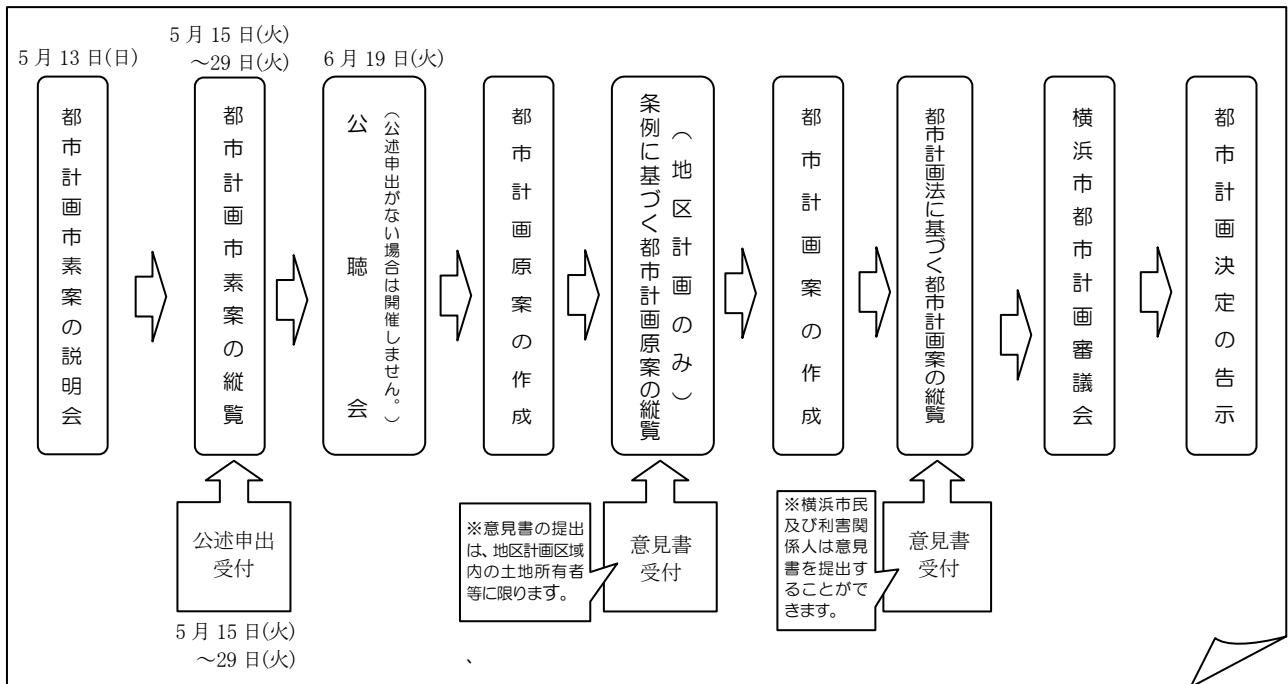 5月13日(日)
都市計画市素案の説明会
5月15日(火)
～29日(火)
都市計画市素案の縦覧
公述申出
受付
5月15日(火)
～29日(火)
6月19日(火)
公聴会
（公述申出がない場合は開催しません。）
都市計画原案の作成
（地区計画のみ）
条例に基づく都市計画原案の縦覧
※意見書の提出
は、地区計画区域
内の土地所有者
等に限ります。
意見書
受付
都市計画案の作成
都市計画法に基づく都市計画案の縦覧
※横浜市民
及び利害関
係人は意見
書を提出す
ることがで
きます。
意見書
受付
横浜市都市計画審議会
都市計画決定の告示
、